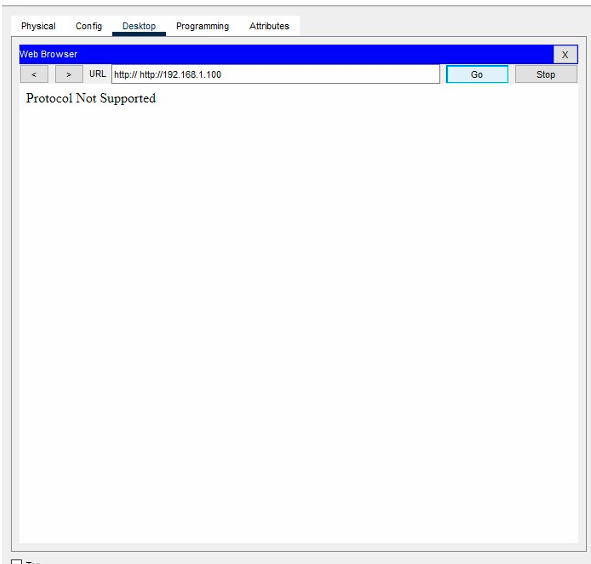 Physical Config Desktop Programming Attributes
Web Browser X
< > URL http:// http://192.168.1.100 Go Stop
Protocol Not Supported